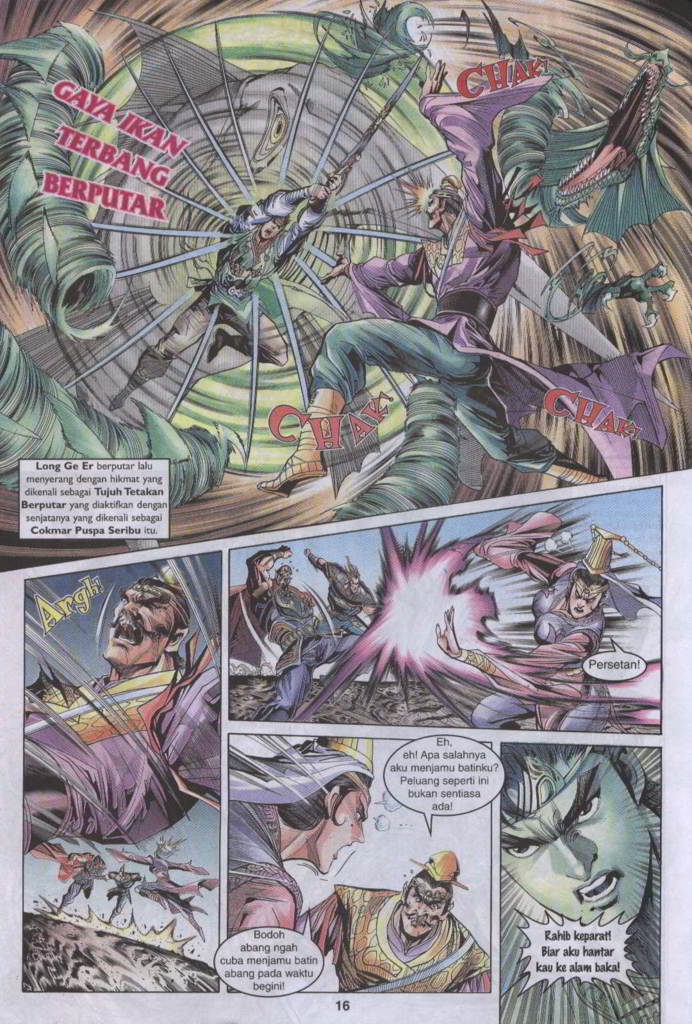 GAYA IKAN
TERBANG
BERPUTAR
CHAK!
CHAK!
CHAK!
Long Ge Er berputar lalu
menyerang dengan hikmat yang
dikenali sebagai Tujuh Tetakan
Berputar yang diaktifkan dengan
senjatanya yang dikenali sebagai
Cokmar Puspa Seribu itu.
Argh!
Persetan!
Eh,
eh! Apa salahnya
aku menjamu batinku?
Peluang seperti ini
bukan sentiasa
ada!
Bodoh
abang ngah
cuba menjamu batin
abang pada waktu
begini!
Rahib keparat!
Biar aku hantar
kau ke alam baka!
16